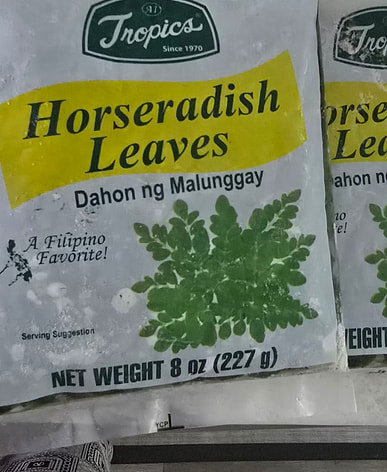 Tropics
Since 1970
Horseradish
Leaves
Dahon ng Malunggay
A Filipino
Favorite!
Serving Suggestion
NET WEIGHT 8 oz (227 g)